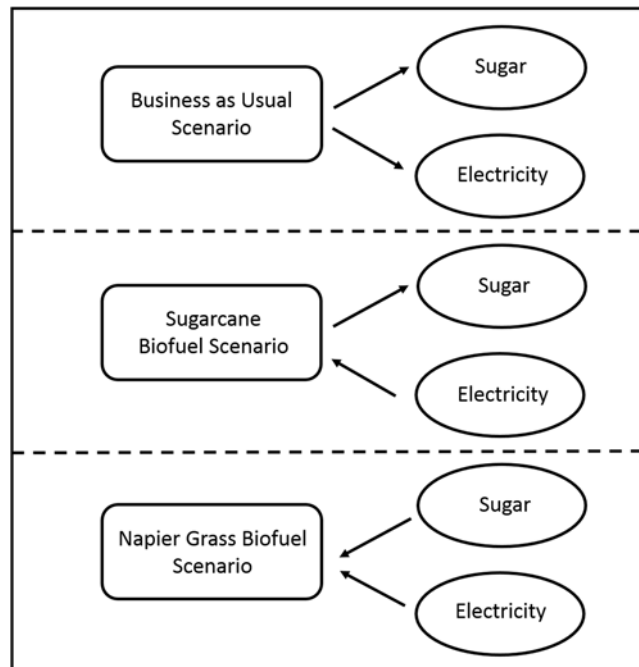 Business as Usual
Scenario
Sugar
Electricity
Sugarcane
Biofuel Scenario
Sugar
Electricity
Napier Grass Biofuel
Scenario
Sugar
Electricity